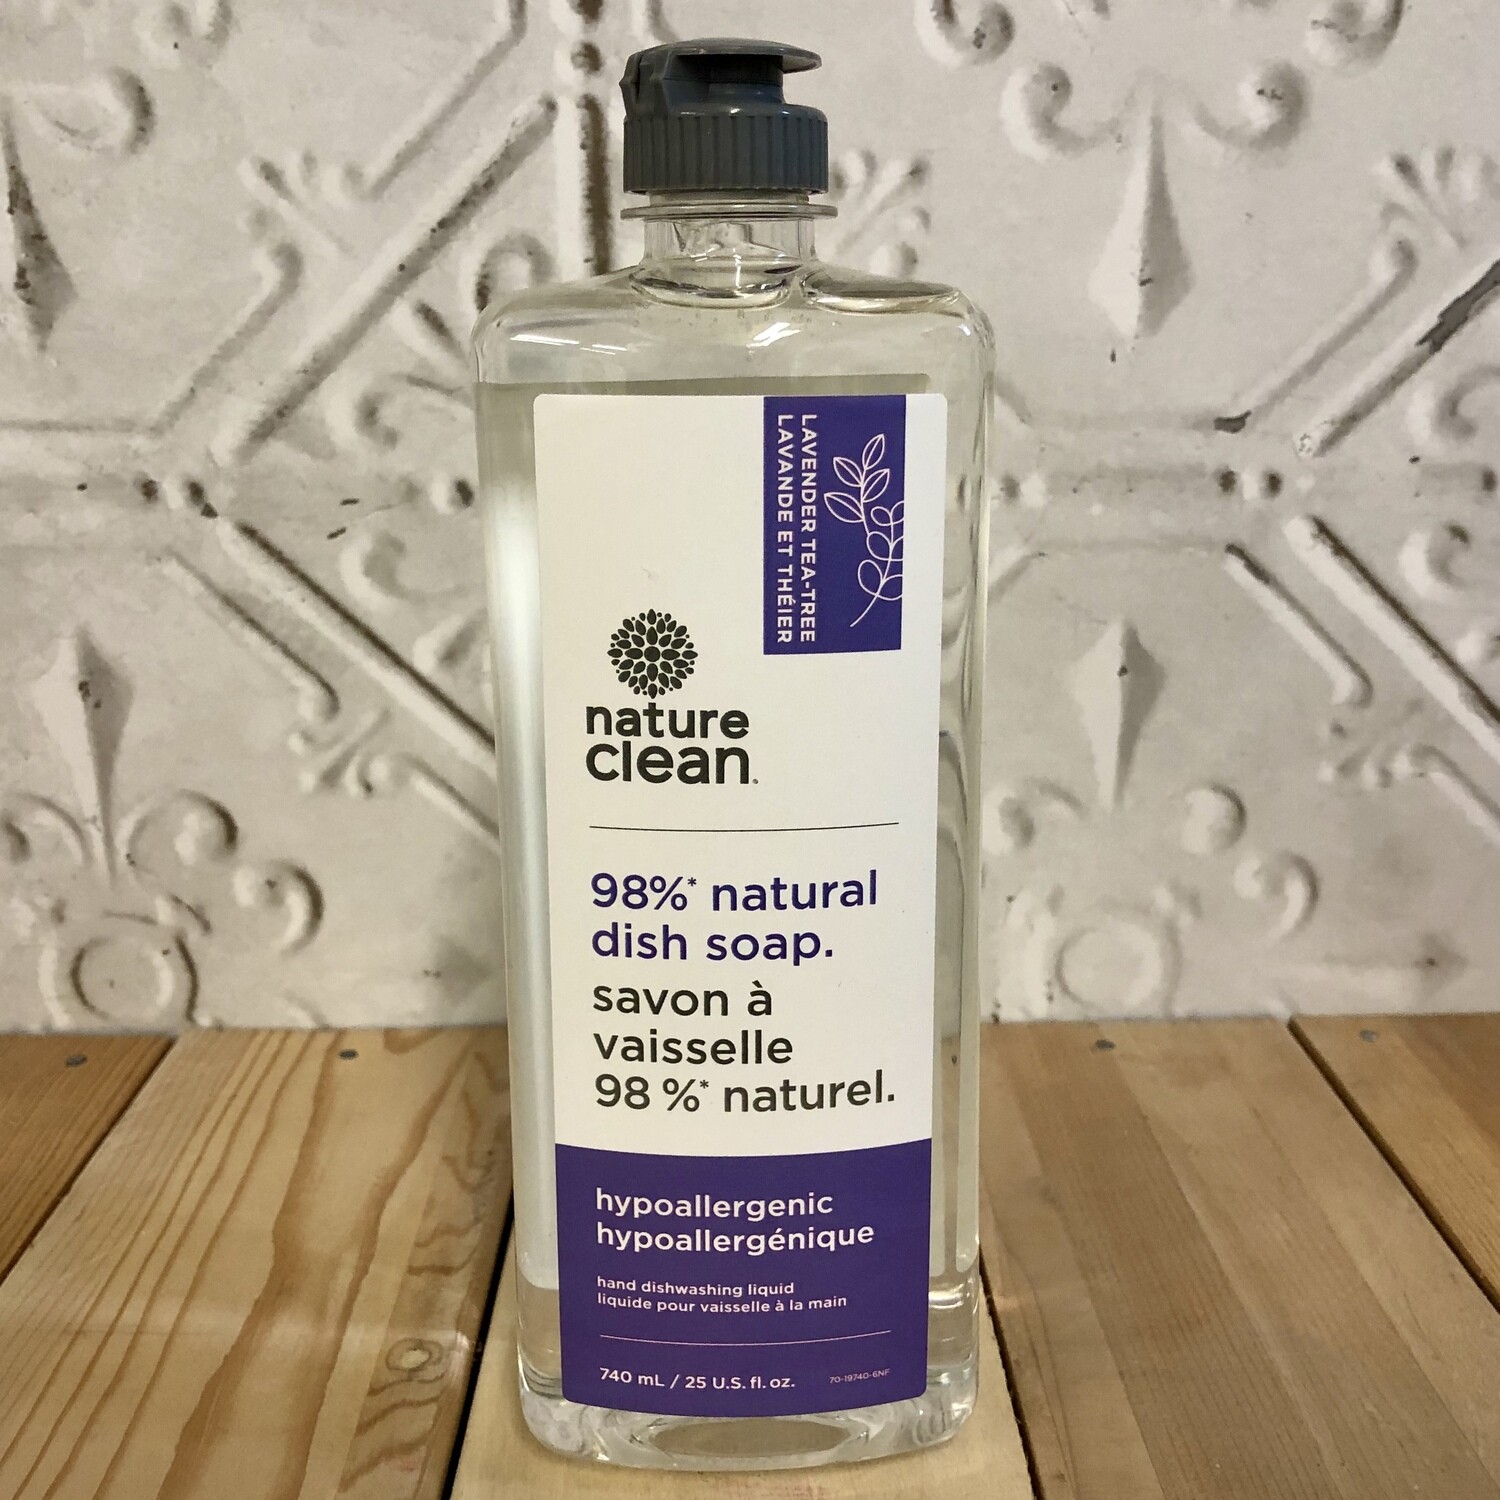 LAVENDER TEA-TREE
LAVANDE ET THÉIER
nature
clean®
98%* natural
dish soap.
savon à
vaisselle
98 %* naturel.
hypoallergenic
hypoallergénique
hand dishwashing liquid
liquide pour vaisselle à la main
740 mL / 25 U.S. fl. oz.
70-19740-6NF